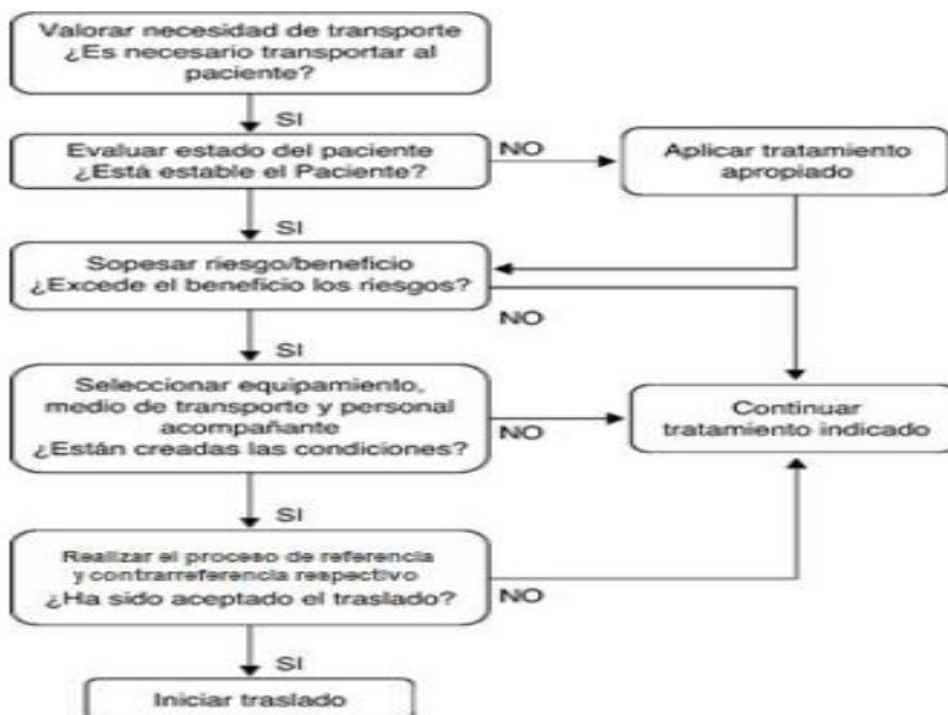 Valorar necesidad de transporte
¿Es necesario transportar al
paciente?
SI
Evaluar estado del paciente
¿Está estable el Paciente?
NO
Aplicar tratamiento
apropiado
SI
Sopesar riesgo/beneficio
¿Excede el beneficio los riesgos?
NO
SI
Seleccionar equipamiento,
medio de transporte y personal
acompañante
¿Están creadas las condiciones?
NO
Continuar
tratamiento indicado
SI
Realizar el proceso de referencia
y contrarreferencia respectivo
¿Ha sido aceptado el traslado?
NO
SI
Iniciar traslado